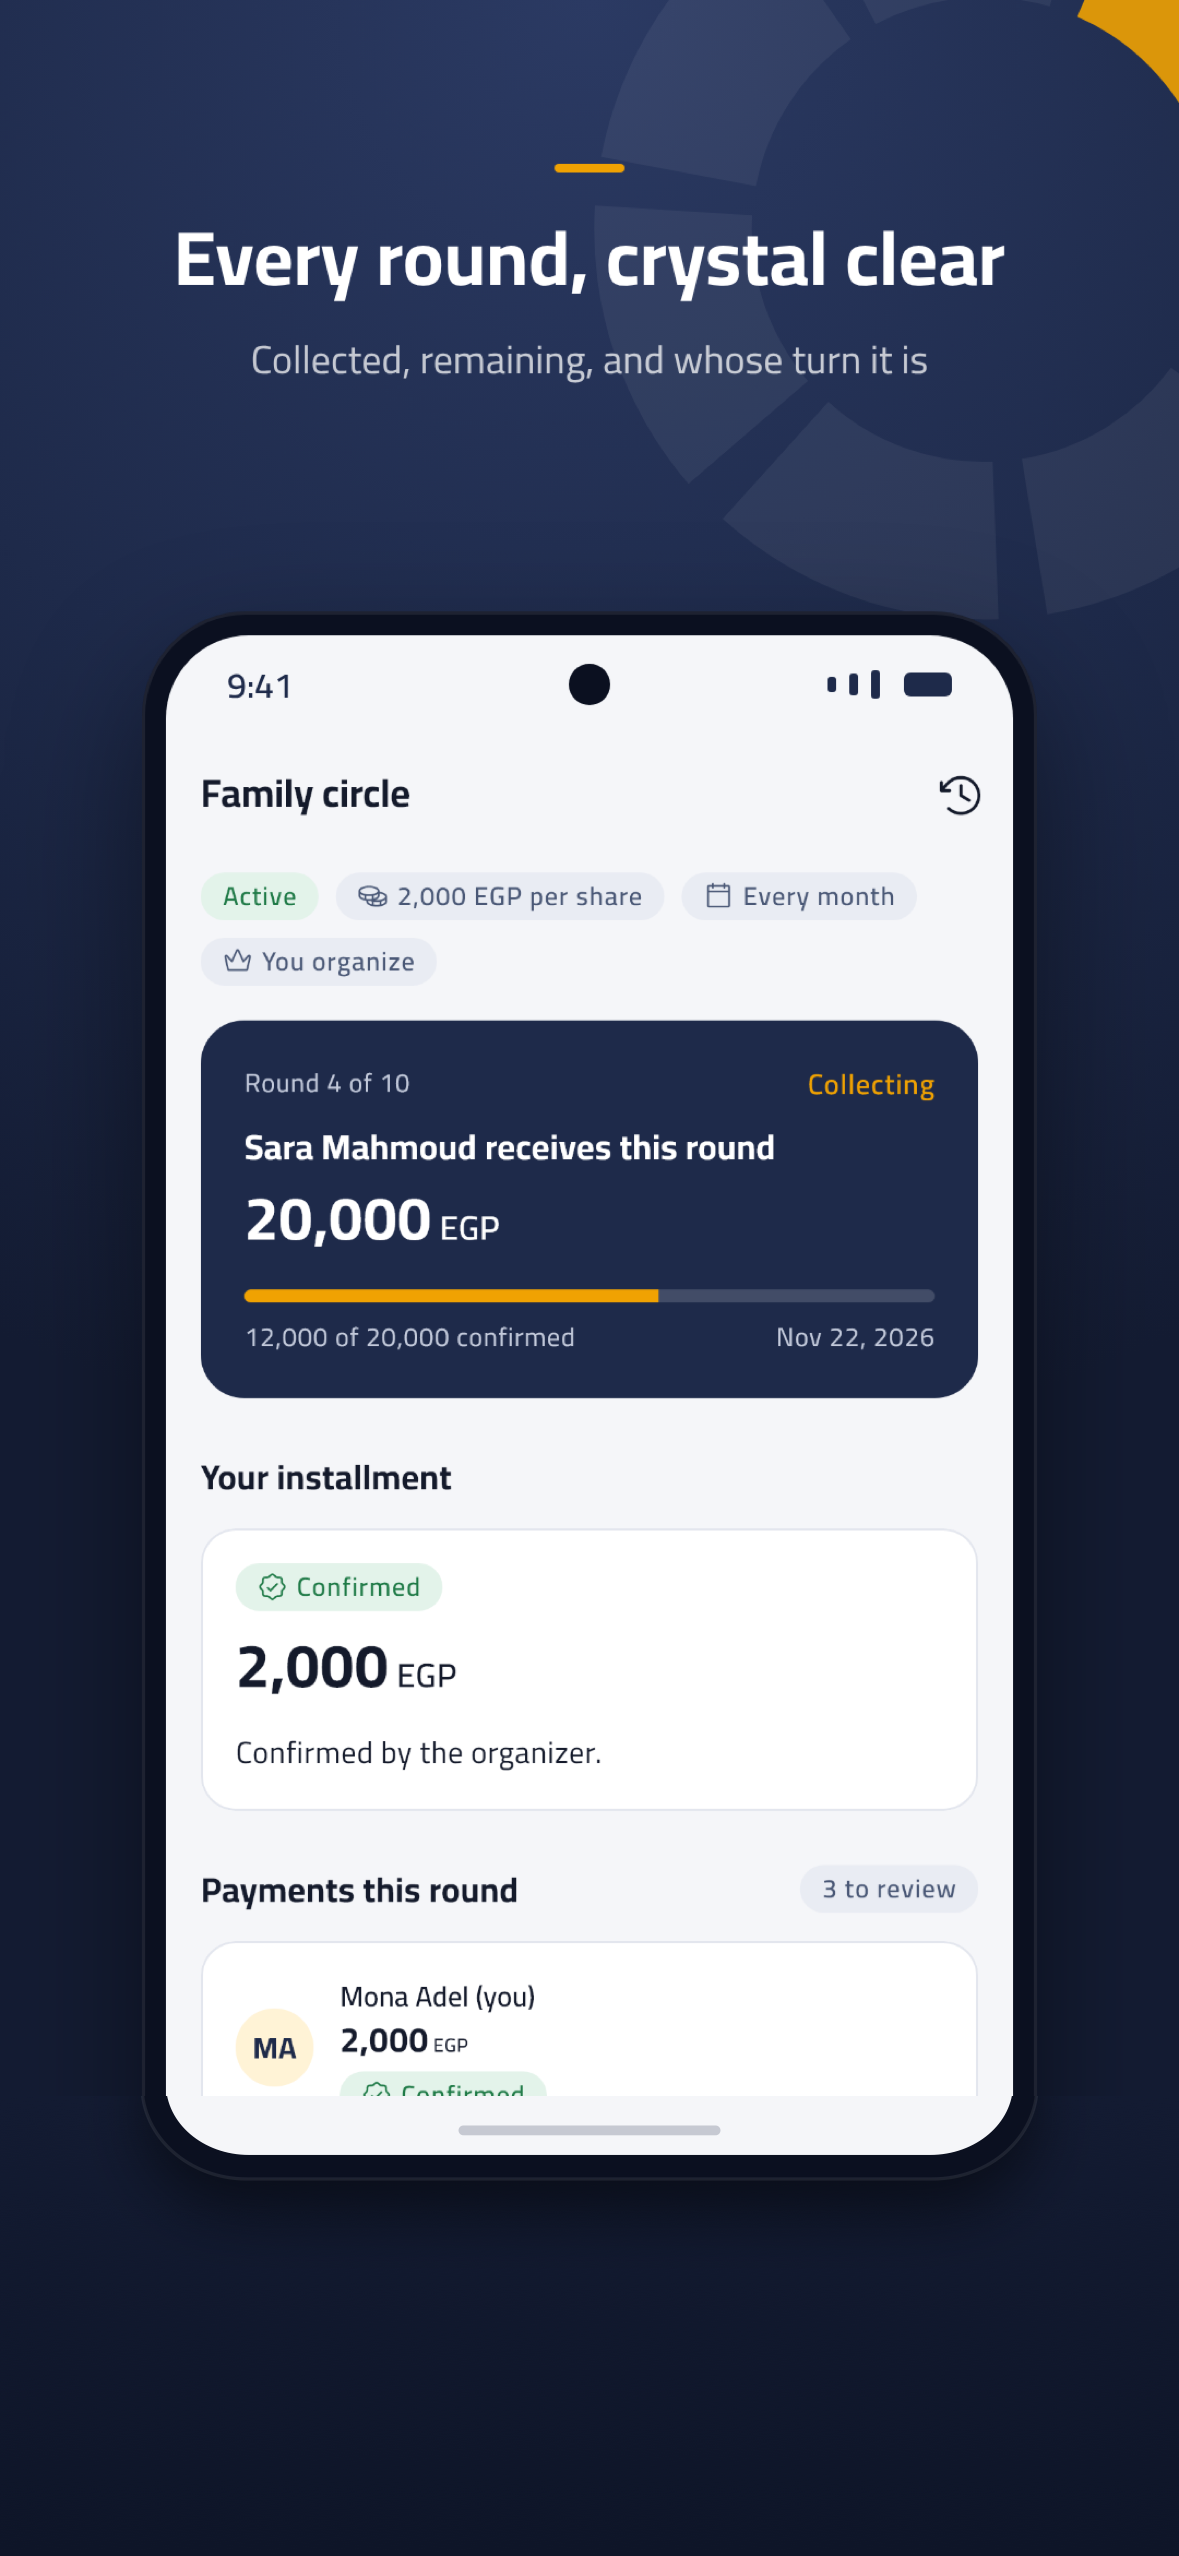 Every round, crystal clear
Collected, remaining, and whose turn it is
9:41
Family circle
Active
2,000 EGP per share
Every month
You organize
Round 4 of 10
Collecting
Sara Mahmoud receives this round
20,000 EGP
12,000 of 20,000 confirmed
Nov 22, 2026
Your installment
Confirmed
2,000 EGP
Confirmed by the organizer.
Payments this round
3 to review
MA
Mona Adel (you)
2,000 EGP
Confirmed